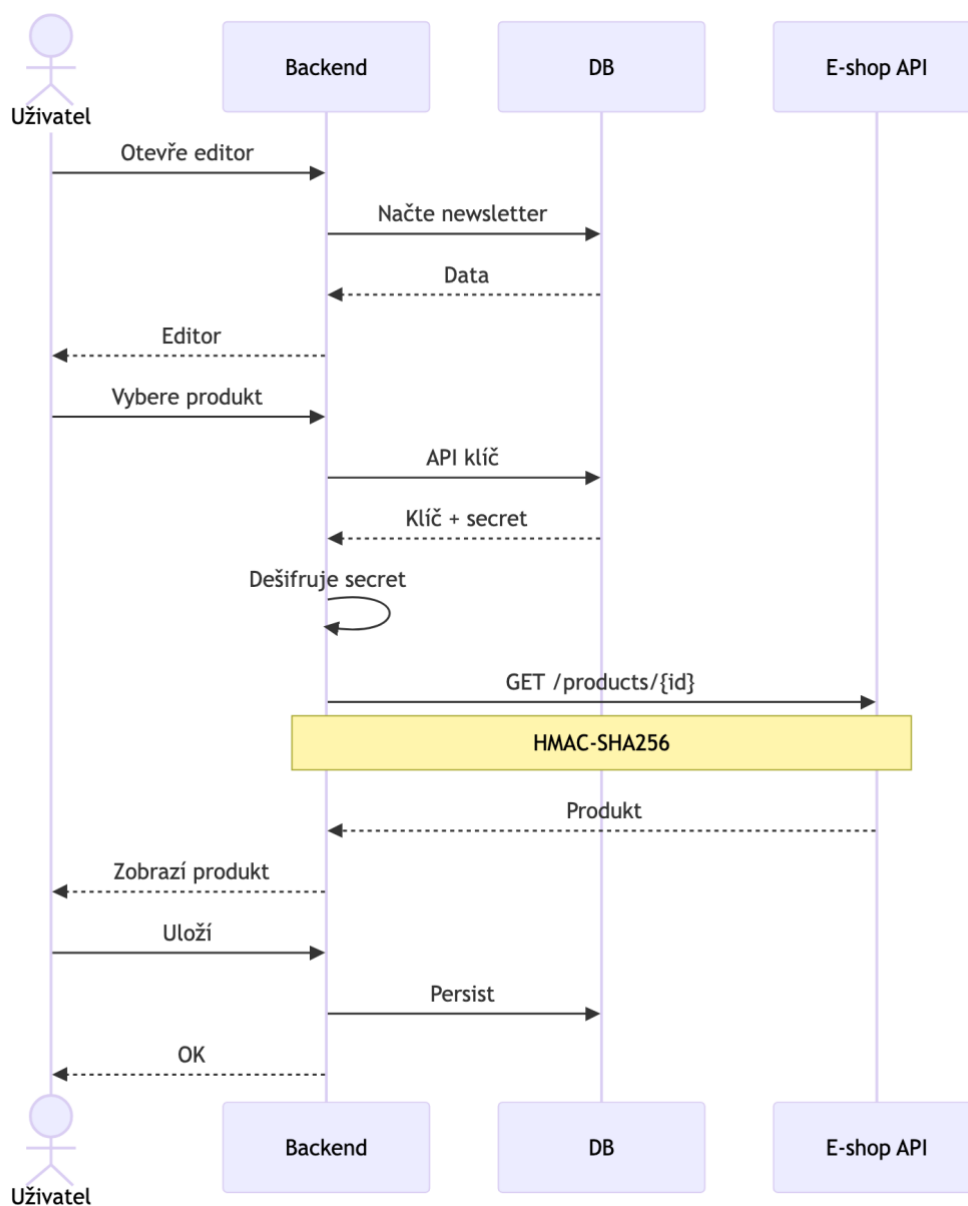 Backend DB E-shop API
Uživatel
Otevře editor
Načte newsletter
Data
Editor
Vybere produkt
API klíč
Klíč + secret
Dešifruje secret
GET /products/{id}
HMAC-SHA256
Produkt
Zobrazí produkt
Uloží
Persist
OK
Backend DB E-shop API
Uživatel